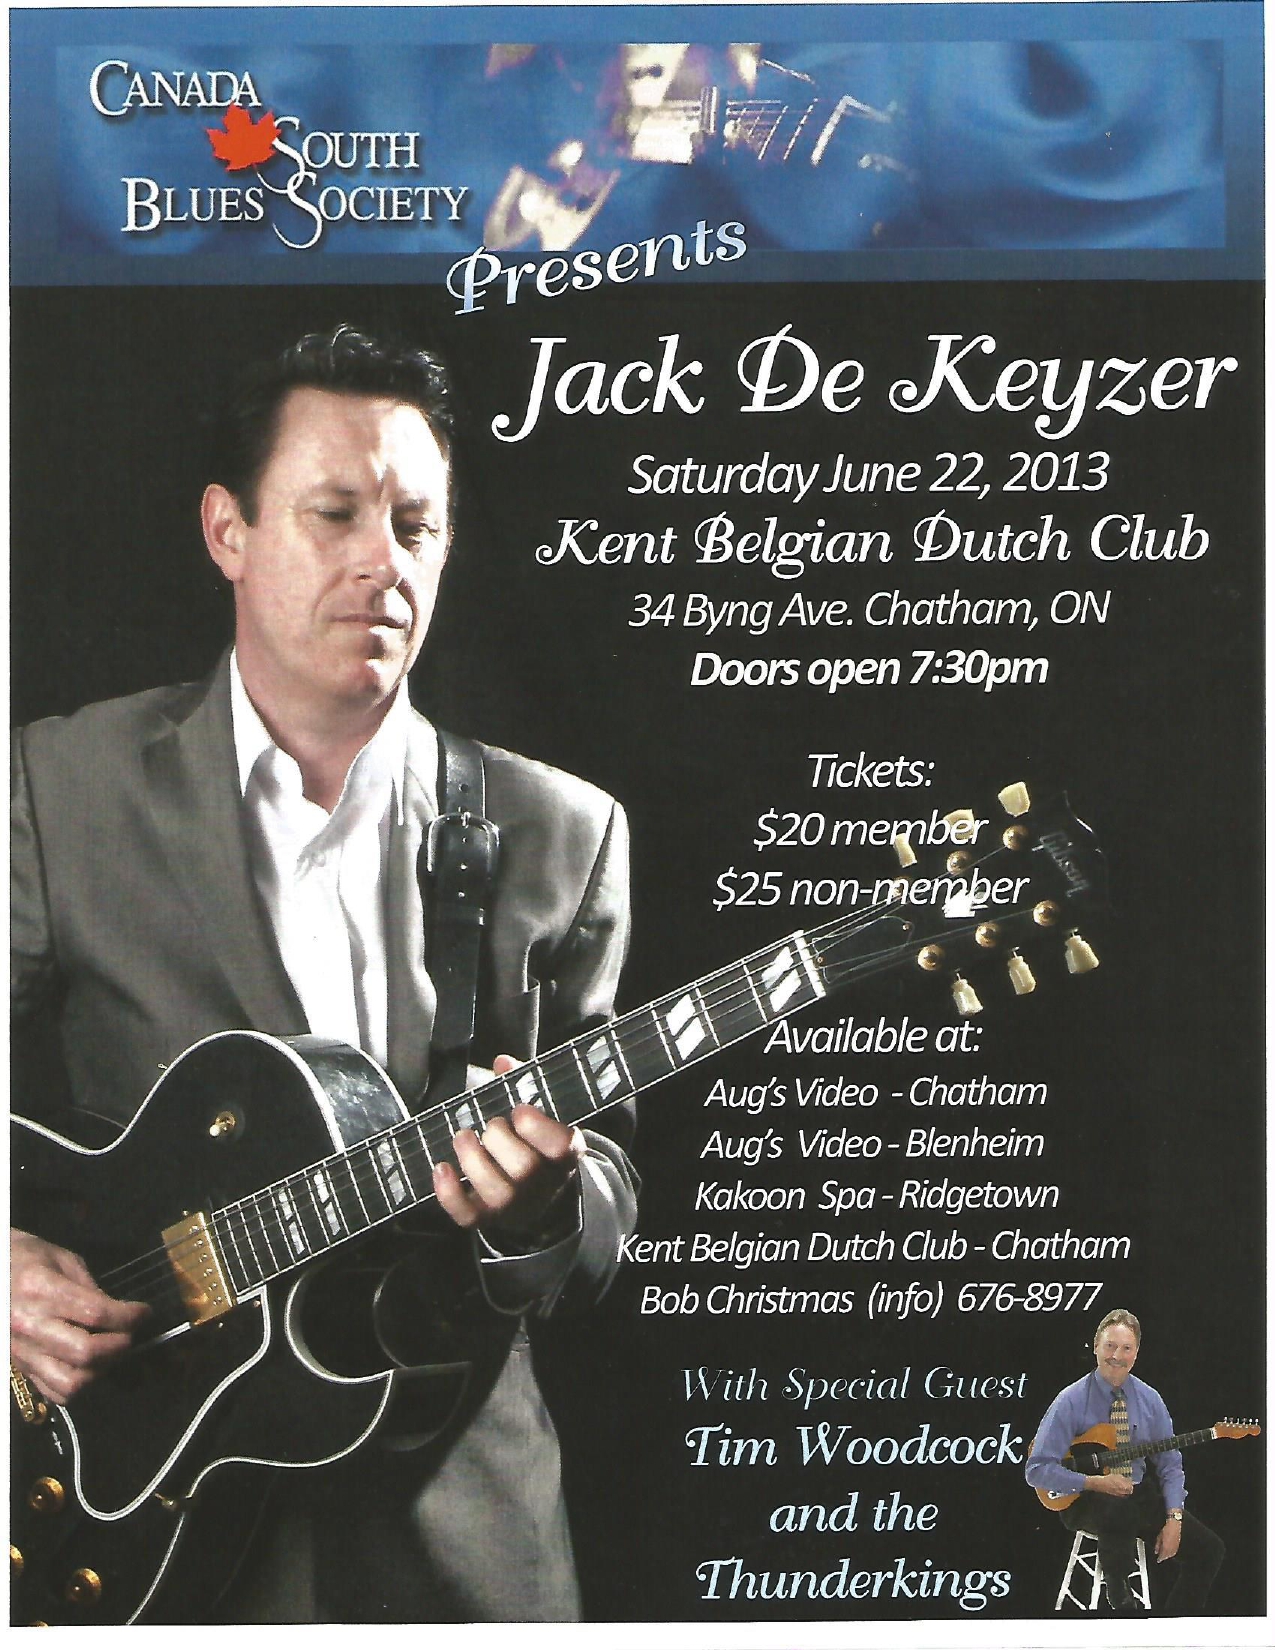 CANADA
SOUTH
BLUES SOCIETY
Presents
Jack De Keyzer
Saturday June 22, 2013
Kent Belgian Dutch Club
34 Byng Ave. Chatham, ON
Doors open 7:30pm
Tickets:
$20 member
$25 non-member
Gibson
Available at:
Aug's Video - Chatham
Aug's Video - Blenheim
Kakoon Spa - Ridgetown
Kent Belgian Dutch Club - Chatham
Bob Christmas (info) 676-8977
With Special Guest
Tim Woodcock
and the
Thunderkings